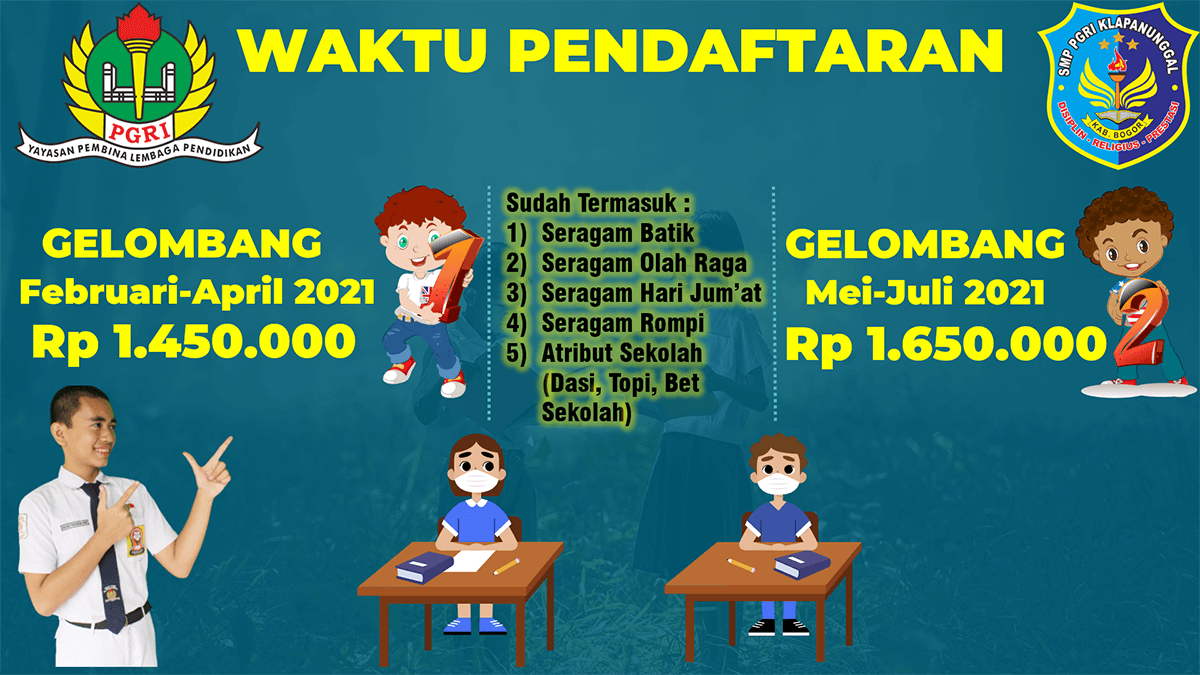 WAKTU PENDAFTARAN
PGRI
YAYASAN PEMBINA LEMBAGA PENDIDIKAN
SMP PGRI KLAPANUNGGAL
KAB. BOGOR
DISIPLIN - RELIGIUS - PRESTASI
GELOMBANG
1
Februari-April 2021
Rp 1.450.000
Sudah Termasuk :
1) Seragam Batik
2) Seragam Olah Raga
3) Seragam Hari Jum’at
4) Seragam Rompi
5) Atribut Sekolah
(Dasi, Topi, Bet
Sekolah)
GELOMBANG
2
Mei-Juli 2021
Rp 1.650.000